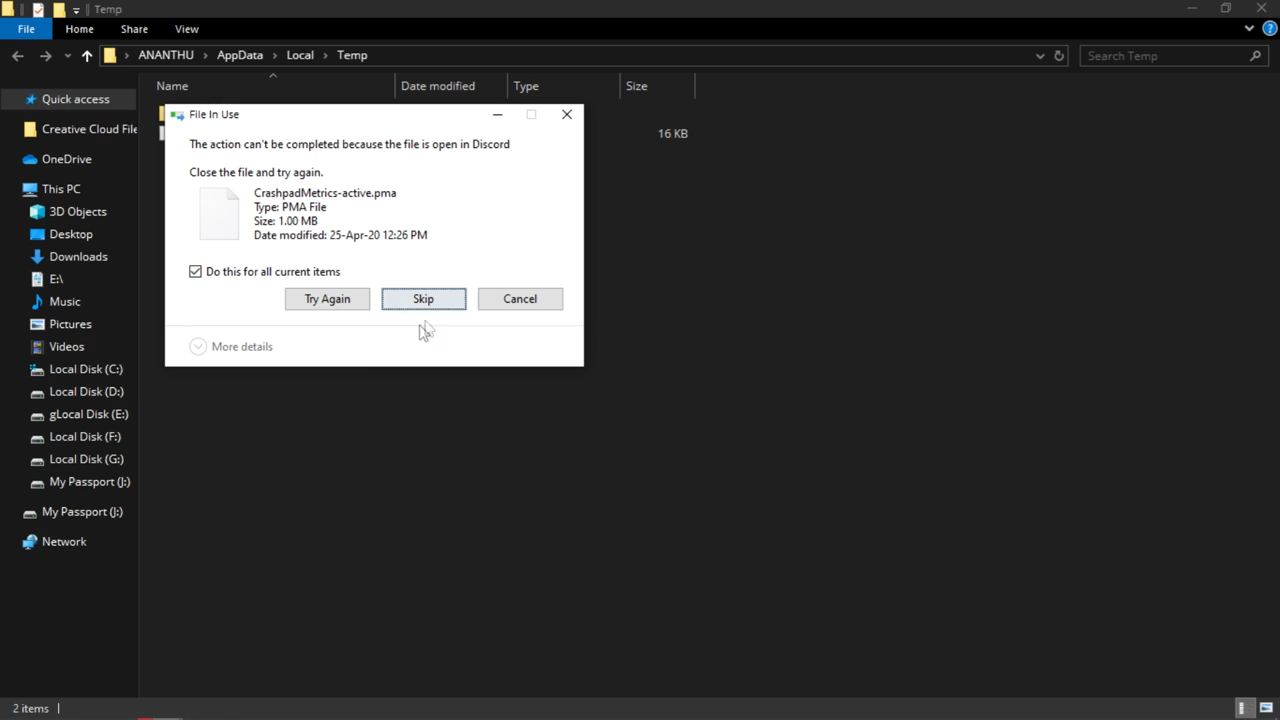 Temp
File Home Share View
ANANTHU > AppData > Local > Temp
Search Temp
Name Date modified Type Size
16 KB
Quick access
Creative Cloud File
OneDrive
This PC
3D Objects
Desktop
Downloads
E:\
Music
Pictures
Videos
Local Disk (C:)
Local Disk (D:)
gLocal Disk (E:)
Local Disk (F:)
Local Disk (G:)
My Passport (J:)
My Passport (J:)
Network
File In Use
The action can't be completed because the file is open in Discord
Close the file and try again.
CrashpadMetrics-active.pma
Type: PMA File
Size: 1.00 MB
Date modified: 25-Apr-20 12:26 PM
Do this for all current items
Try Again Skip Cancel
More details
2 items